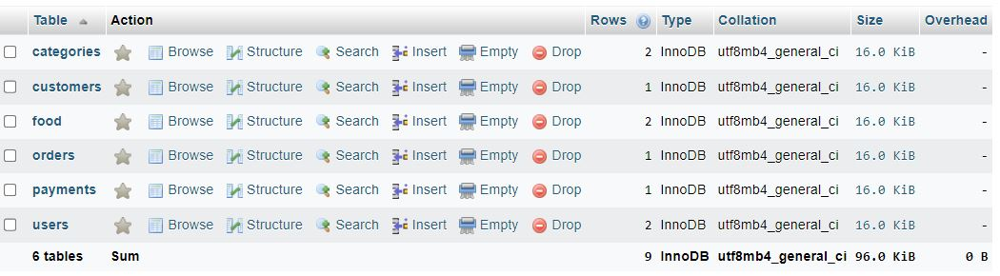 Table Action Rows Type Collation Size Overhead
categories Browse Structure Search Insert Empty Drop 2 InnoDB utf8mb4_general_ci 16.0 KiB -
customers Browse Structure Search Insert Empty Drop 1 InnoDB utf8mb4_general_ci 16.0 KiB -
food Browse Structure Search Insert Empty Drop 2 InnoDB utf8mb4_general_ci 16.0 KiB -
orders Browse Structure Search Insert Empty Drop 1 InnoDB utf8mb4_general_ci 16.0 KiB -
payments Browse Structure Search Insert Empty Drop 1 InnoDB utf8mb4_general_ci 16.0 KiB -
users Browse Structure Search Insert Empty Drop 2 InnoDB utf8mb4_general_ci 16.0 KiB -
6 tables Sum 9 InnoDB utf8mb4_general_ci 96.0 KiB 0 B